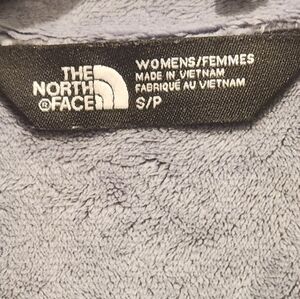 THE
NORTH
®FACE
WOMENS/FEMMES
MADE IN VIETNAM
FABRIQUÉ AU VIETNAM
S/P